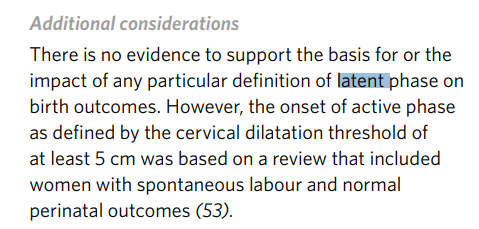 Additional considerations
There is no evidence to support the basis for or the
impact of any particular definition of latent phase on
birth outcomes. However, the onset of active phase
as defined by the cervical dilatation threshold of
at least 5 cm was based on a review that included
women with spontaneous labour and normal
perinatal outcomes (53).